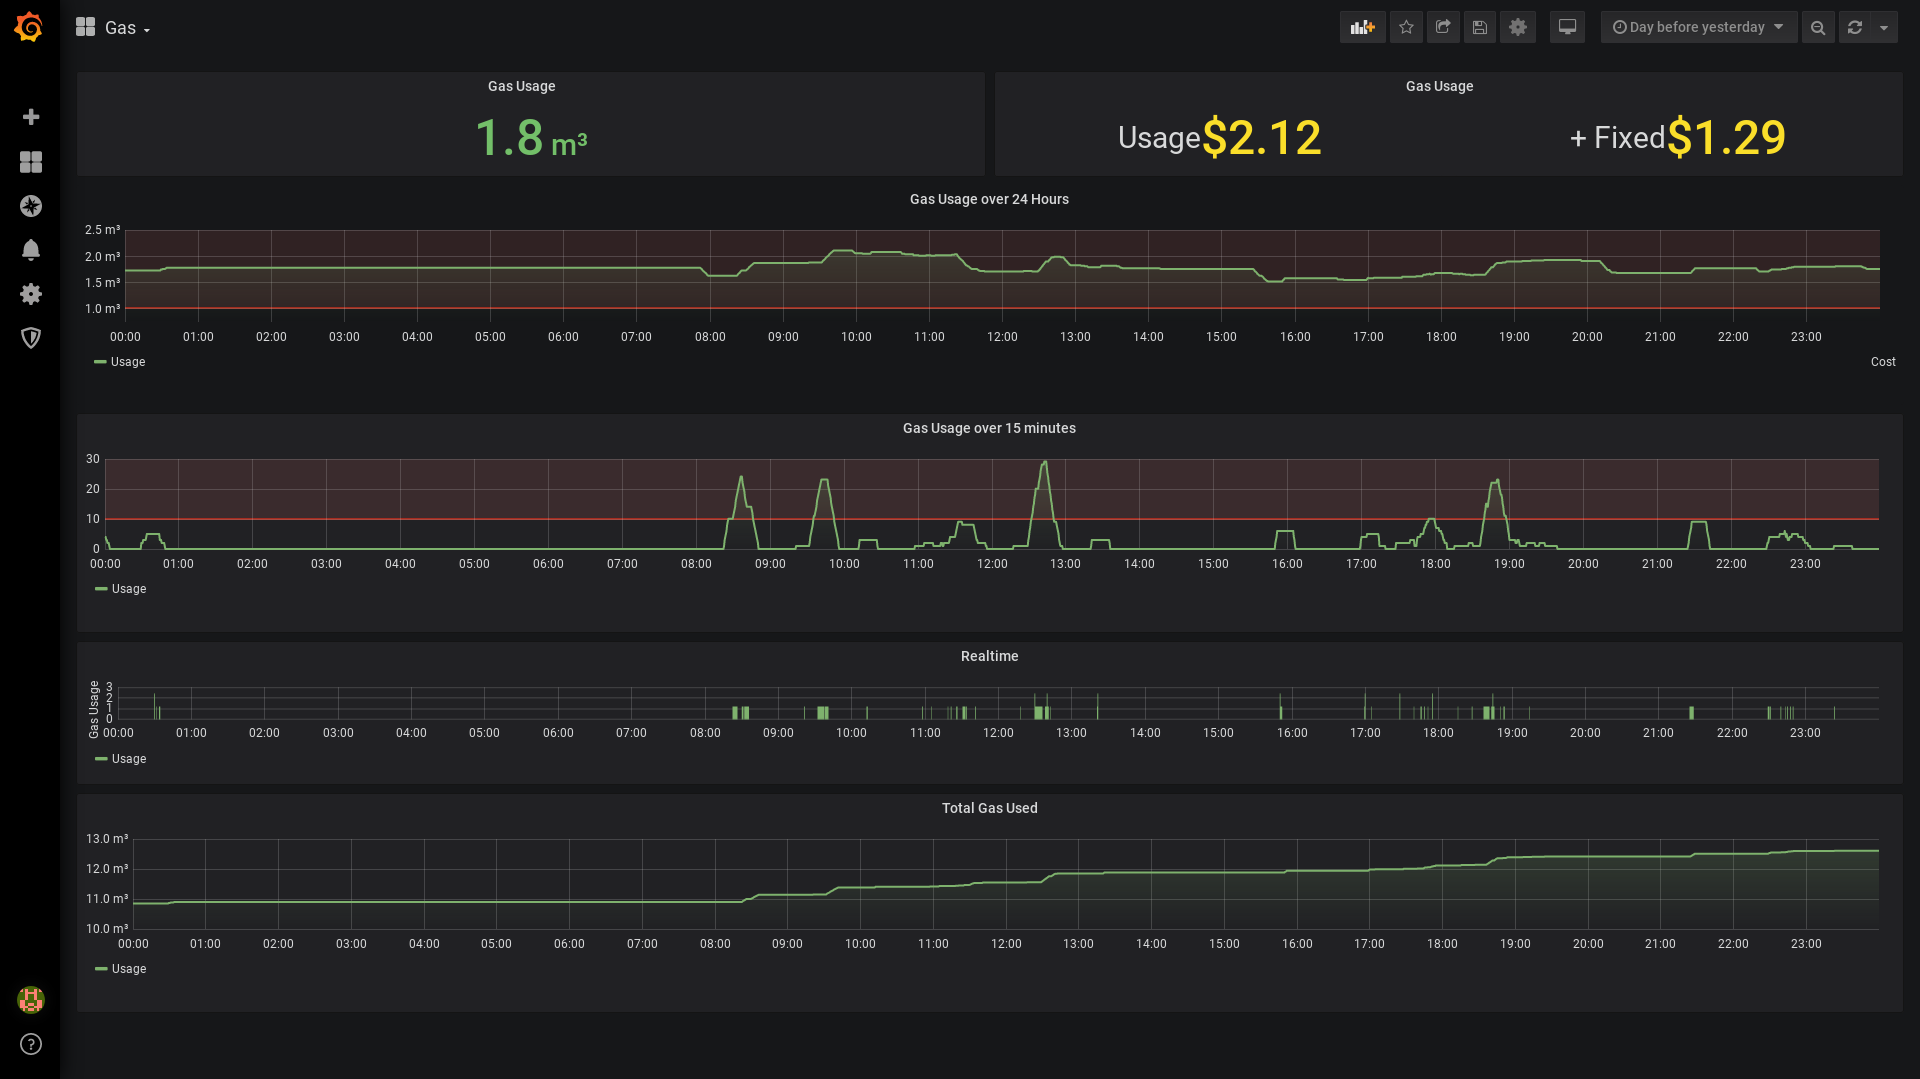 Gas
Day before yesterday
Gas Usage
1.8 m³
Gas Usage
Usage$2.12
+ Fixed$1.29
Gas Usage over 24 Hours
2.5 m³
2.0 m³
1.5 m³
1.0 m³
00:00 01:00 02:00 03:00 04:00 05:00 06:00 07:00 08:00 09:00 10:00 11:00 12:00 13:00 14:00 15:00 16:00 17:00 18:00 19:00 20:00 21:00 22:00 23:00
Usage
Cost
Gas Usage over 15 minutes
30
20
10
0
00:00 01:00 02:00 03:00 04:00 05:00 06:00 07:00 08:00 09:00 10:00 11:00 12:00 13:00 14:00 15:00 16:00 17:00 18:00 19:00 20:00 21:00 22:00 23:00
Usage
Realtime
Gas Usage
3
2
1
0
00:00 01:00 02:00 03:00 04:00 05:00 06:00 07:00 08:00 09:00 10:00 11:00 12:00 13:00 14:00 15:00 16:00 17:00 18:00 19:00 20:00 21:00 22:00 23:00
Usage
Total Gas Used
13.0 m³
12.0 m³
11.0 m³
10.0 m³
00:00 01:00 02:00 03:00 04:00 05:00 06:00 07:00 08:00 09:00 10:00 11:00 12:00 13:00 14:00 15:00 16:00 17:00 18:00 19:00 20:00 21:00 22:00 23:00
Usage